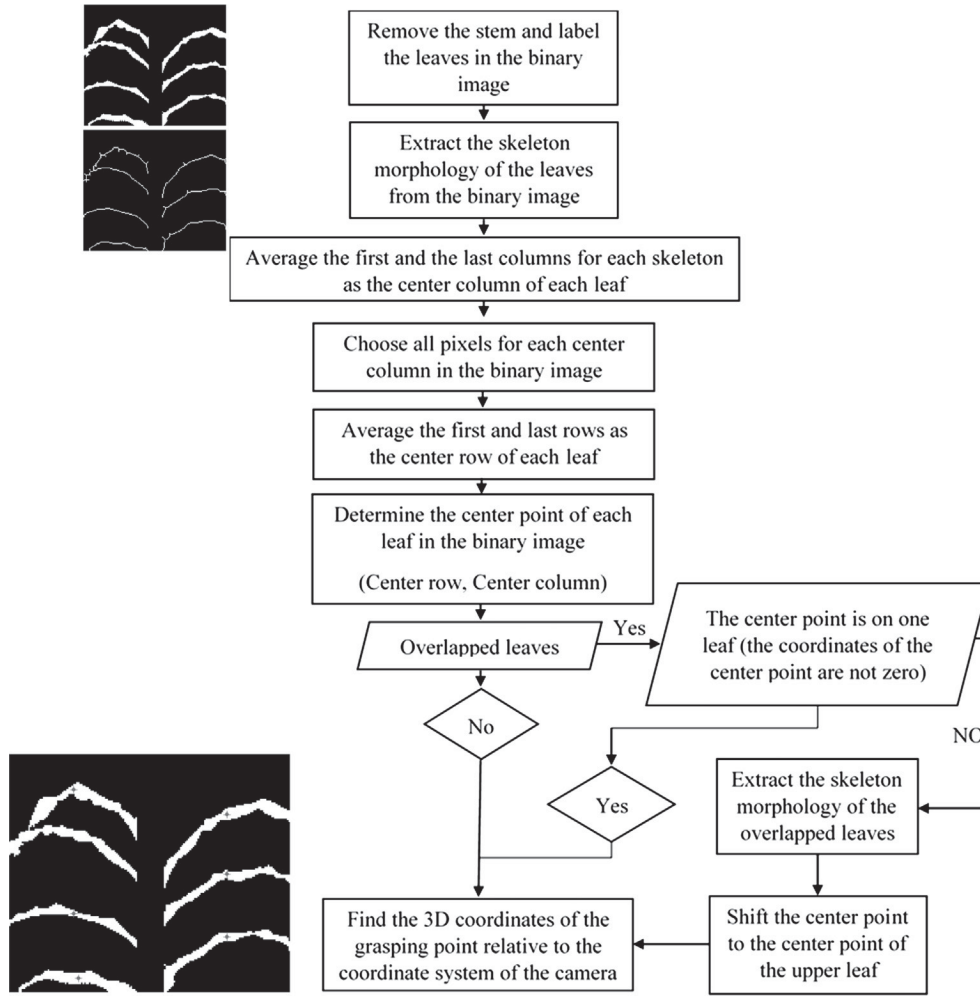 Remove the stem and label
the leaves in the binary
image
Extract the skeleton
morphology of the leaves
from the binary image
Average the first and the last columns for each skeleton
as the center column of each leaf
Choose all pixels for each center
column in the binary image
Average the first and last rows as
the center row of each leaf
Determine the center point of each
leaf in the binary image
(Center row, Center column)
Overlapped leaves
Yes
The center point is on one
leaf (the coordinates of the
center point are not zero)
No
NO
Yes
Extract the skeleton
morphology of the
overlapped leaves
Find the 3D coordinates of the
grasping point relative to the
coordinate system of the camera
Shift the center point
to the center point of
the upper leaf